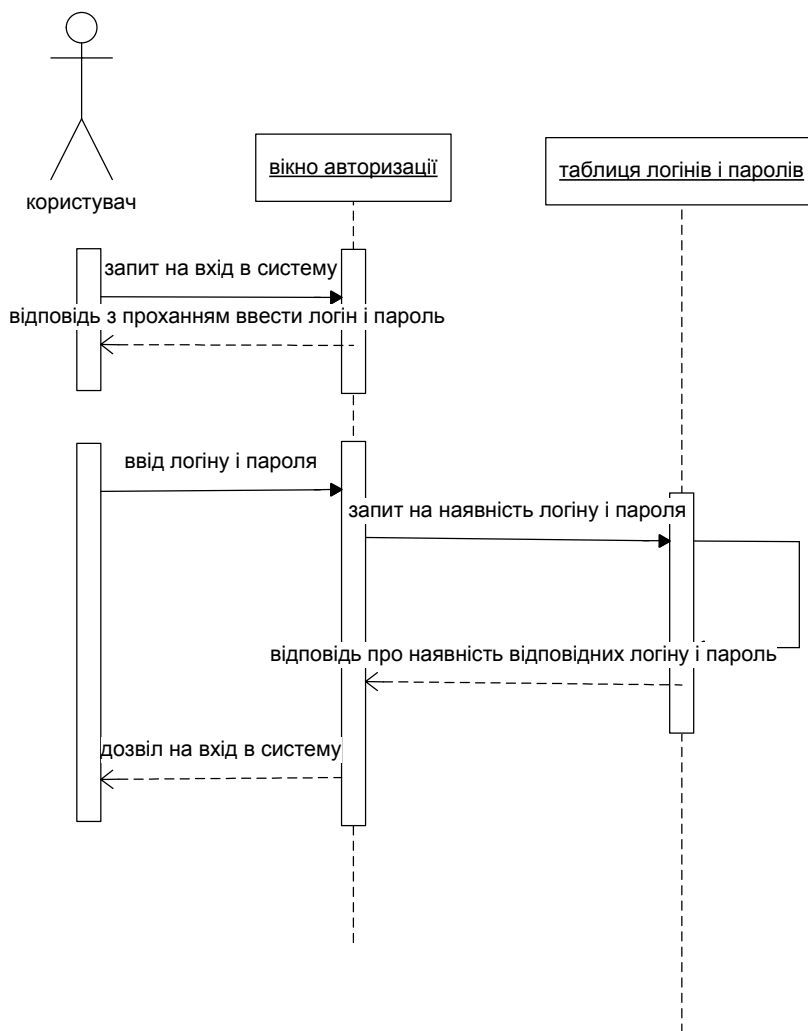 вікно авторизації
таблиця логінів і паролів
користувач
запит на вхід в систему
відповідь з проханням ввести логін і пароль
ввід логіну і пароля
запит на наявність логіну і пароля
відповідь про наявність відповідних логіну і пароль
дозвіл на вхід в систему